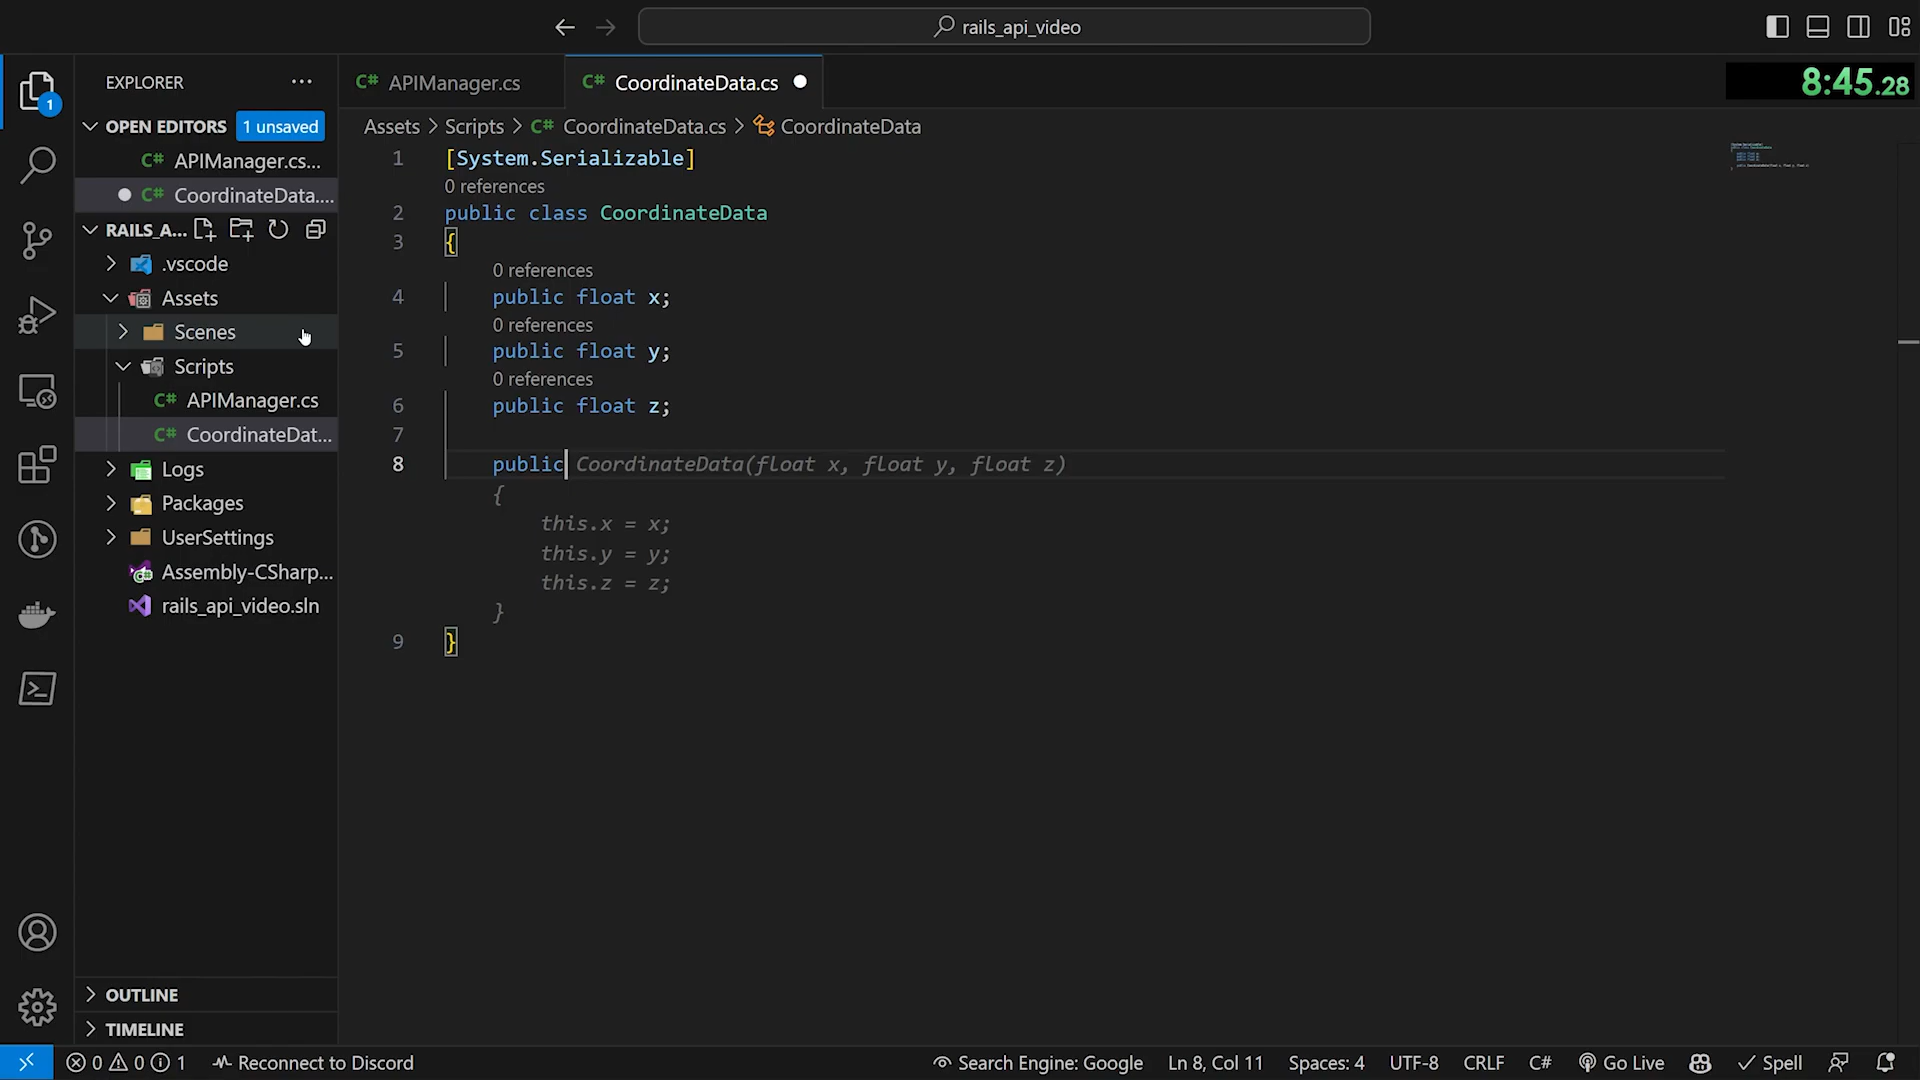 rails_api_video
EXPLORER
APIManager.cs
CoordinateData.cs
8:45.28
OPEN EDITORS
1 unsaved
Assets
Scripts
CoordinateData.cs
CoordinateData
APIManager.cs...
CoordinateData....
RAILS_A...
.vscode
Assets
Scenes
Scripts
APIManager.cs
CoordinateDat...
Logs
Packages
UserSettings
Assembly-CSharp...
rails_api_video.sln
1 [System.Serializable]
0 references
2 public class CoordinateData
3 {
0 references
4 public float x;
0 references
5 public float y;
0 references
6 public float z;
7
8 public CoordinateData(float x, float y, float z)
{
this.x = x;
this.y = y;
this.z = z;
}
9 }
OUTLINE
TIMELINE
0 0 1 Reconnect to Discord Search Engine: Google Ln 8, Col 11 Spaces: 4 UTF-8 CRLF C# Go Live Spell